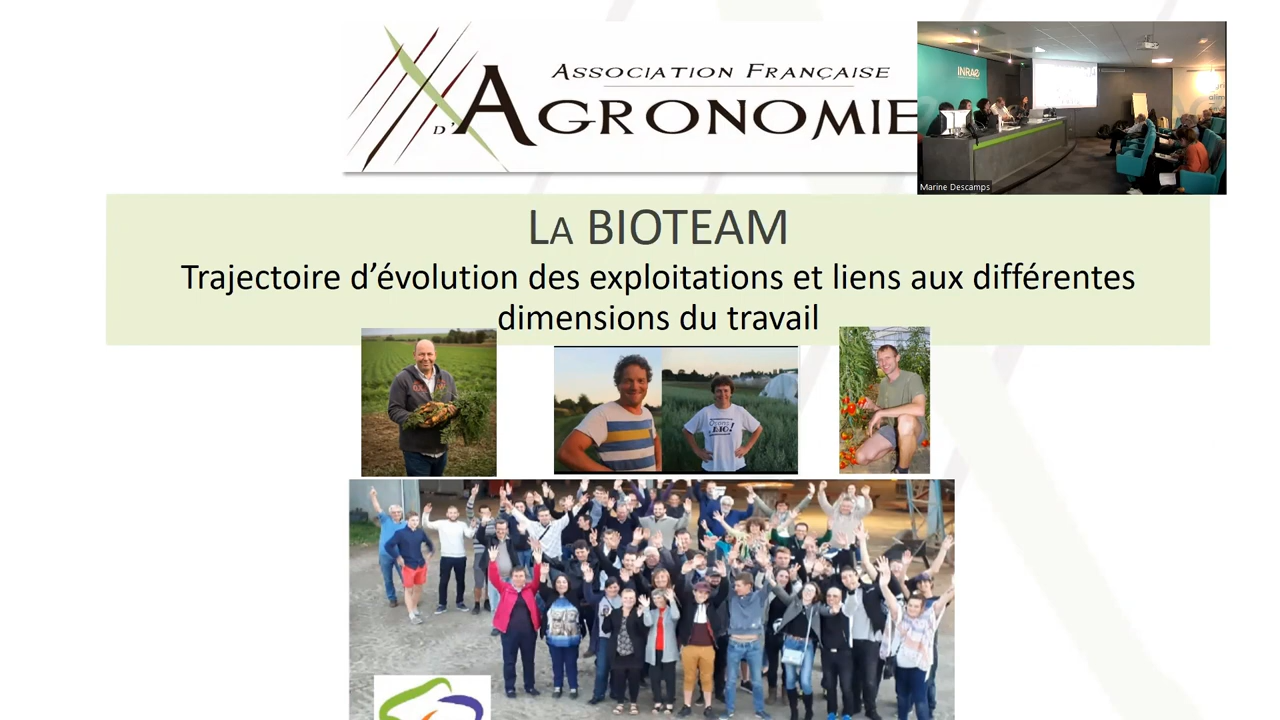 ASSOCIATION FRANÇAISE
D'AGRONOMIE
INRAE
Marine Descamps
LA BIOTEAM
Trajectoire d'évolution des exploitations et liens aux différentes
dimensions du travail